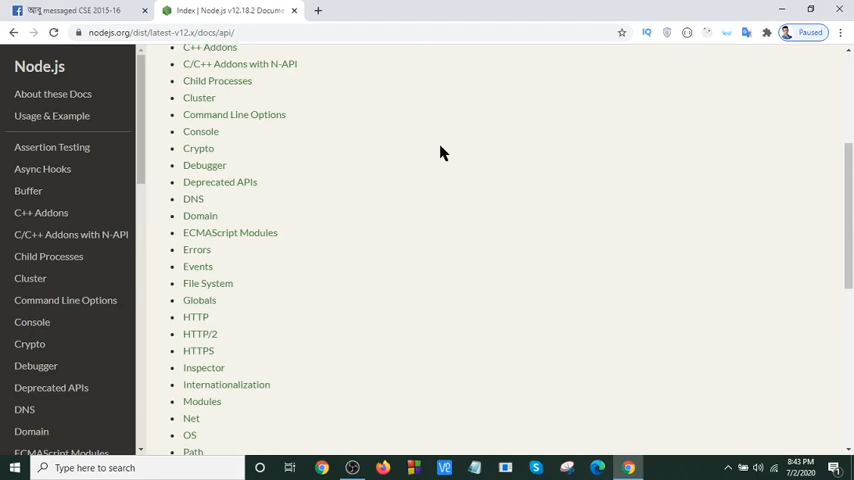 আবু messaged CSE 2015-16
Index | Node.js v12.18.2 Docume
nodejs.org/dist/latest-v12.x/docs/api/
Paused
Node.js
About these Docs
Usage & Example
Assertion Testing
Async Hooks
Buffer
C++ Addons
C/C++ Addons with N-API
Child Processes
Cluster
Command Line Options
Console
Crypto
Debugger
Deprecated APIs
DNS
Domain
ECMAScript Modules
C++ Addons
C/C++ Addons with N-API
Child Processes
Cluster
Command Line Options
Console
Crypto
Debugger
Deprecated APIs
DNS
Domain
ECMAScript Modules
Errors
Events
File System
Globals
HTTP
HTTP/2
HTTPS
Inspector
Internationalization
Modules
Net
OS
Path
Type here to search
8:43 PM
7/2/2020